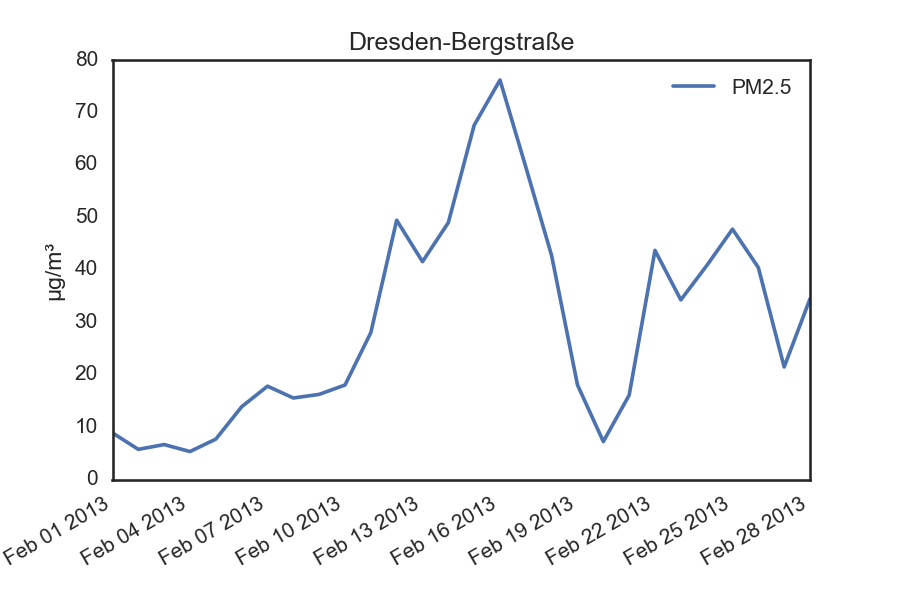 Dresden-Bergstraße
80
70
60
50
40
30
20
10
0
µg/m³
PM2.5
Feb 01 2013
Feb 04 2013
Feb 07 2013
Feb 10 2013
Feb 13 2013
Feb 16 2013
Feb 19 2013
Feb 22 2013
Feb 25 2013
Feb 28 2013